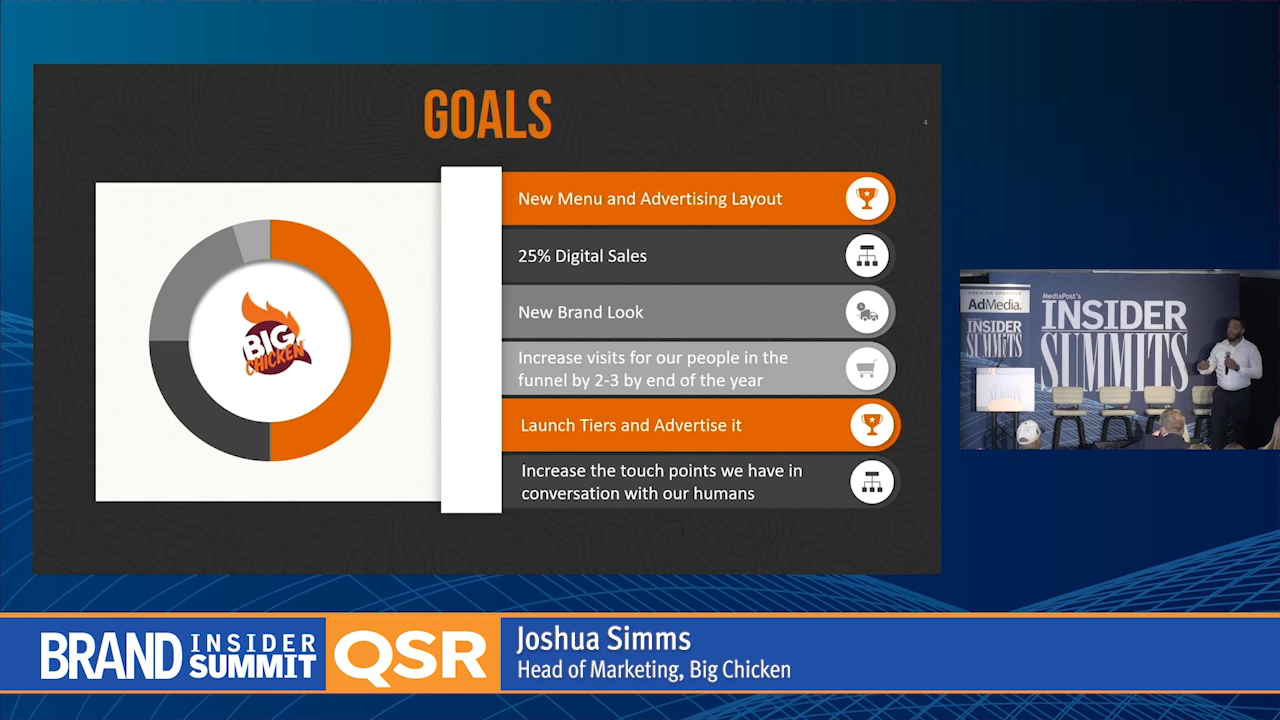 GOALS
4
New Menu and Advertising Layout
25% Digital Sales
New Brand Look
Increase visits for our people in the
funnel by 2-3 by end of the year
Launch Tiers and Advertise it
Increase the touch points we have in
conversation with our humans
BIG
CHICKEN
PREMIER SPONSOR
AdMedia
INSIDER
SUMMITS
MediaPost's
INSIDER
SUMMITS
BRAND INSIDER
SUMMIT
QSR
Joshua Simms
Head of Marketing, Big Chicken